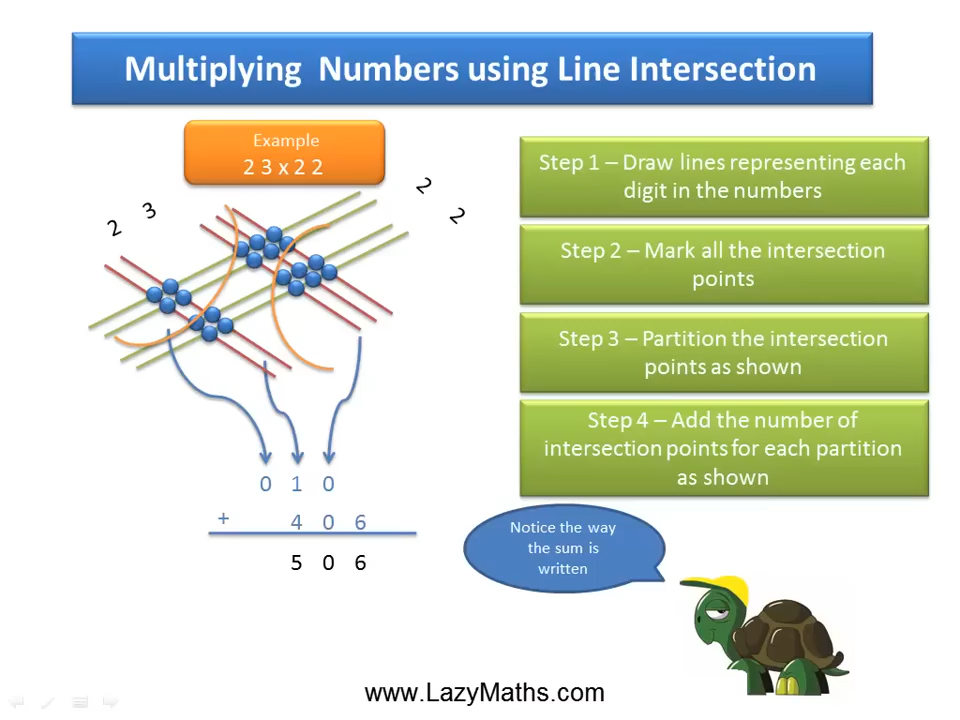 Multiplying Numbers using Line Intersection
Example
2 3 x 2 2
2 3
2
2
Step 1 – Draw lines representing each
digit in the numbers
Step 2 – Mark all the intersection
points
Step 3 – Partition the intersection
points as shown
Step 4 – Add the number of
intersection points for each partition
as shown
0 1 0
+ 4 0 6
5 0 6
Notice the way
the sum is
written
www.LazyMaths.com